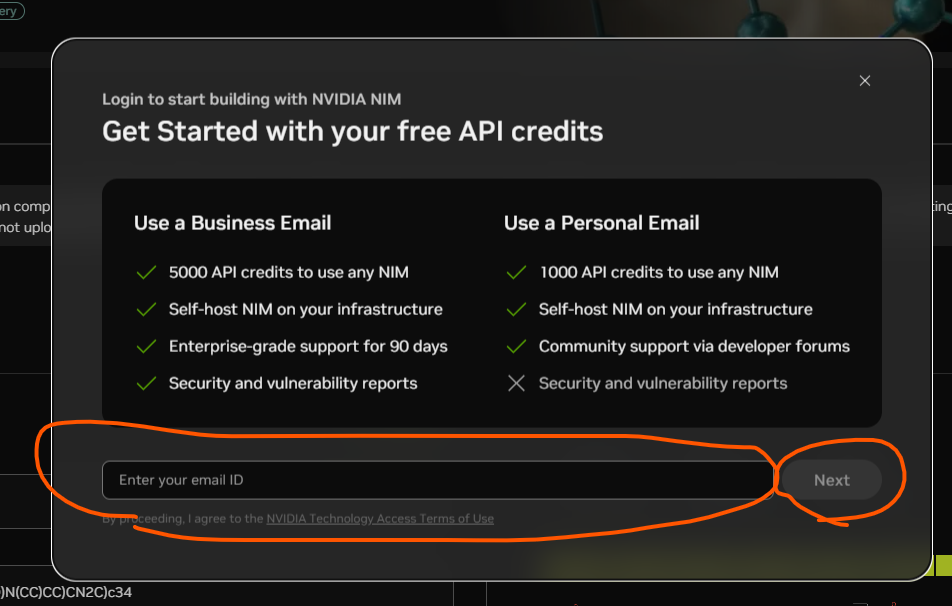 ery
Login to start building with NVIDIA NIM
Get Started with your free API credits
Use a Business Email
5000 API credits to use any NIM
Self-host NIM on your infrastructure
Enterprise-grade support for 90 days
Security and vulnerability reports
Use a Personal Email
1000 API credits to use any NIM
Self-host NIM on your infrastructure
Community support via developer forums
Security and vulnerability reports
on comp
not uplo
ting
Enter your email ID
Next
By proceeding, I agree to the NVIDIA Technology Access Terms of Use
)N(CC)CC)CN2C)c34